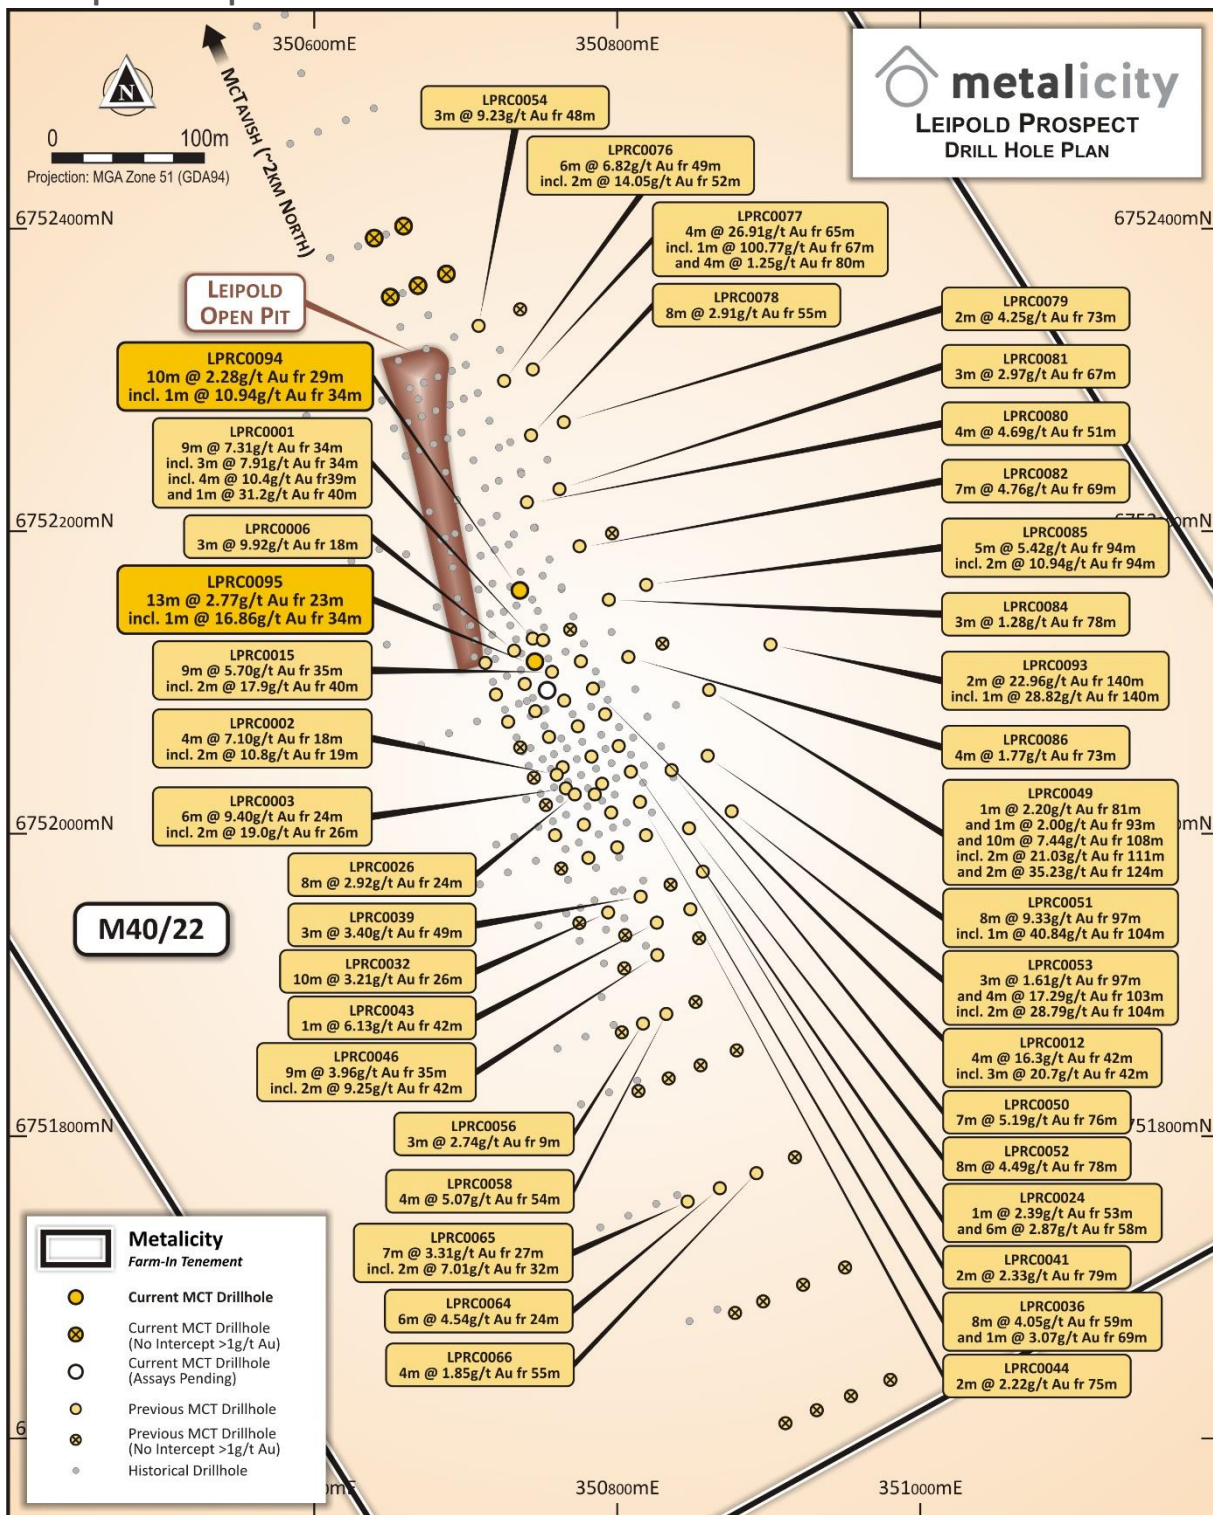 350600mE
350800mE
metalicity
LEIPOLD PROSPECT
DRILL HOLE PLAN
N
0 100m
Projection: MGA Zone 51 (GDA94)
MCTAVISH (~2KM NORTH)
6752400mN
6752400mN
LPRC0054
3m @ 9.23g/t Au fr 48m
LPRC0076
6m @ 6.82g/t Au fr 49m
incl. 2m @ 14.05g/t Au fr 52m
LPRC0077
4m @ 26.91g/t Au fr 65m
incl. 1m @ 100.77g/t Au fr 67m
and 4m @ 1.25g/t Au fr 80m
LPRC0078
8m @ 2.91g/t Au fr 55m
LEIPOLD
OPEN PIT
LPRC0094
10m @ 2.28g/t Au fr 29m
incl. 1m @ 10.94g/t Au fr 34m
LPRC0001
9m @ 7.31g/t Au fr 34m
incl. 3m @ 7.91g/t Au fr 34m
incl. 4m @ 10.4g/t Au fr39m
and 1m @ 31.2g/t Au fr 40m
6752200mN
LPRC0006
3m @ 9.92g/t Au fr 18m
LPRC0095
13m @ 2.77g/t Au fr 23m
incl. 1m @ 16.86g/t Au fr 34m
LPRC0015
9m @ 5.70g/t Au fr 35m
incl. 2m @ 17.9g/t Au fr 40m
LPRC0002
4m @ 7.10g/t Au fr 18m
incl. 2m @ 10.8g/t Au fr 19m
LPRC0003
6m @ 9.40g/t Au fr 24m
incl. 2m @ 19.0g/t Au fr 26m
6752000mN
LPRC0026
8m @ 2.92g/t Au fr 24m
LPRC0039
3m @ 3.40g/t Au fr 49m
M40/22
LPRC0032
10m @ 3.21g/t Au fr 26m
LPRC0043
1m @ 6.13g/t Au fr 42m
LPRC0046
9m @ 3.96g/t Au fr 35m
incl. 2m @ 9.25g/t Au fr 42m
6751800mN
LPRC0056
3m @ 2.74g/t Au fr 9m
LPRC0058
4m @ 5.07g/t Au fr 54m
LPRC0065
7m @ 3.31g/t Au fr 27m
incl. 2m @ 7.01g/t Au fr 32m
LPRC0064
6m @ 4.54g/t Au fr 24m
LPRC0066
4m @ 1.85g/t Au fr 55m
LPRC0079
2m @ 4.25g/t Au fr 73m
LPRC0081
3m @ 2.97g/t Au fr 67m
LPRC0080
4m @ 4.69g/t Au fr 51m
LPRC0082
7m @ 4.76g/t Au fr 69m
LPRC0085
5m @ 5.42g/t Au fr 94m
incl. 2m @ 10.94g/t Au fr 94m
LPRC0084
3m @ 1.28g/t Au fr 78m
LPRC0093
2m @ 22.96g/t Au fr 140m
incl. 1m @ 28.82g/t Au fr 140m
LPRC0086
4m @ 1.77g/t Au fr 73m
LPRC0049
1m @ 2.20g/t Au fr 81m
and 1m @ 2.00g/t Au fr 93m
and 10m @ 7.44g/t Au fr 108m
incl. 2m @ 21.03g/t Au fr 111m
and 2m @ 35.23g/t Au fr 124m
LPRC0051
8m @ 9.33g/t Au fr 97m
incl. 1m @ 40.84g/t Au fr 104m
LPRC0053
3m @ 1.61g/t Au fr 97m
and 4m @ 17.29g/t Au fr 103m
incl. 2m @ 28.79g/t Au fr 104m
LPRC0012
4m @ 16.3g/t Au fr 42m
incl. 3m @ 20.7g/t Au fr 42m
LPRC0050
7m @ 5.19g/t Au fr 76m
751800mN
LPRC0052
8m @ 4.49g/t Au fr 78m
LPRC0024
1m @ 2.39g/t Au fr 53m
and 6m @ 2.87g/t Au fr 58m
LPRC0041
2m @ 2.33g/t Au fr 79m
LPRC0036
8m @ 4.05g/t Au fr 59m
and 1m @ 3.07g/t Au fr 69m
LPRC0044
2m @ 2.22g/t Au fr 75m
Metalicity
Farm-In Tenement
Current MCT Drillhole
Current MCT Drillhole
(No Intercept >1g/t Au)
Current MCT Drillhole
(Assays Pending)
Previous MCT Drillhole
Previous MCT Drillhole
(No Intercept >1g/t Au)
Historical Drillhole
350800mE
351000mE